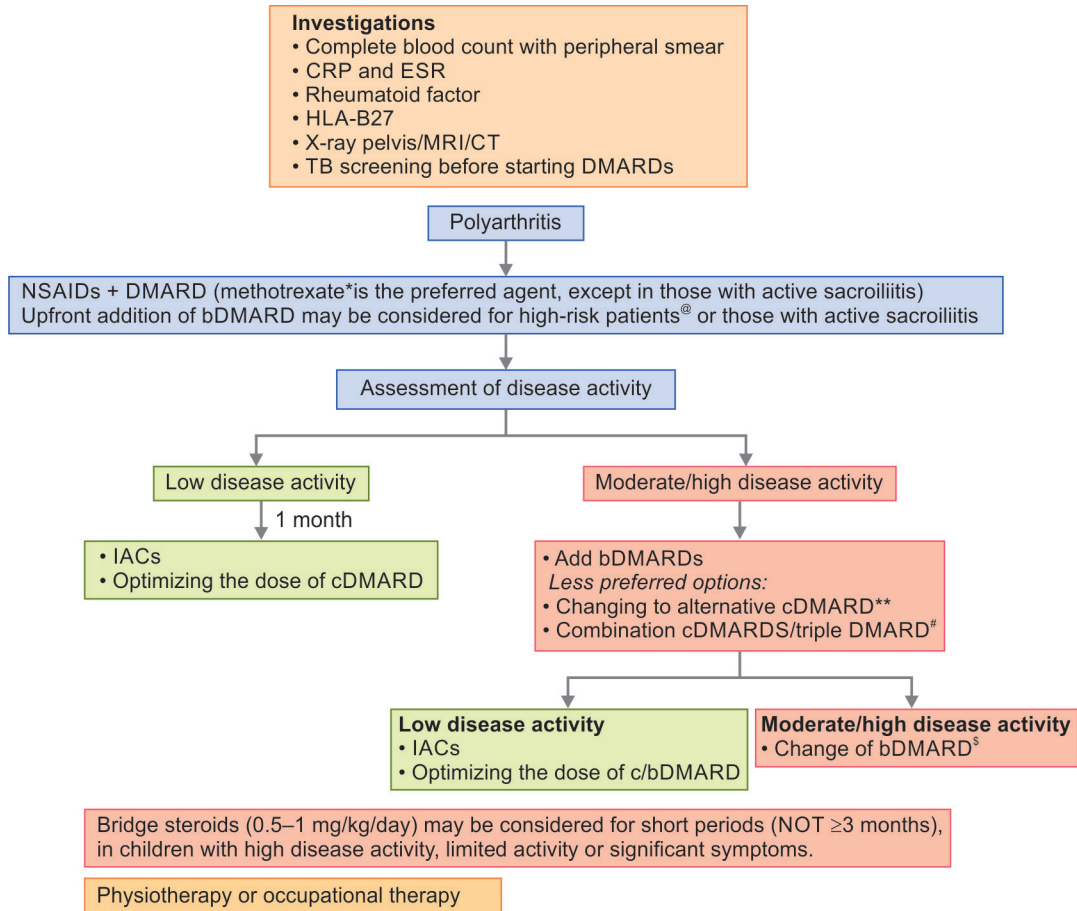 Investigations
• Complete blood count with peripheral smear
• CRP and ESR
• Rheumatoid factor
• HLA-B27
• X-ray pelvis/MRI/CT
• TB screening before starting DMARDs
Polyarthritis
NSAIDs + DMARD (methotrexate*is the preferred agent, except in those with active sacroiliitis)
Upfront addition of bDMARD may be considered for high-risk patients@ or those with active sacroiliitis
Assessment of disease activity
Low disease activity
Moderate/high disease activity
1 month
• IACs
• Optimizing the dose of cDMARD
• Add bDMARDs
Less preferred options:
• Changing to alternative cDMARD**
• Combination cDMARDS/triple DMARD#
Low disease activity
• IACs
• Optimizing the dose of c/bDMARD
Moderate/high disease activity
• Change of bDMARD$
Bridge steroids (0.5–1 mg/kg/day) may be considered for short periods (NOT ≥3 months),
in children with high disease activity, limited activity or significant symptoms.
Physiotherapy or occupational therapy